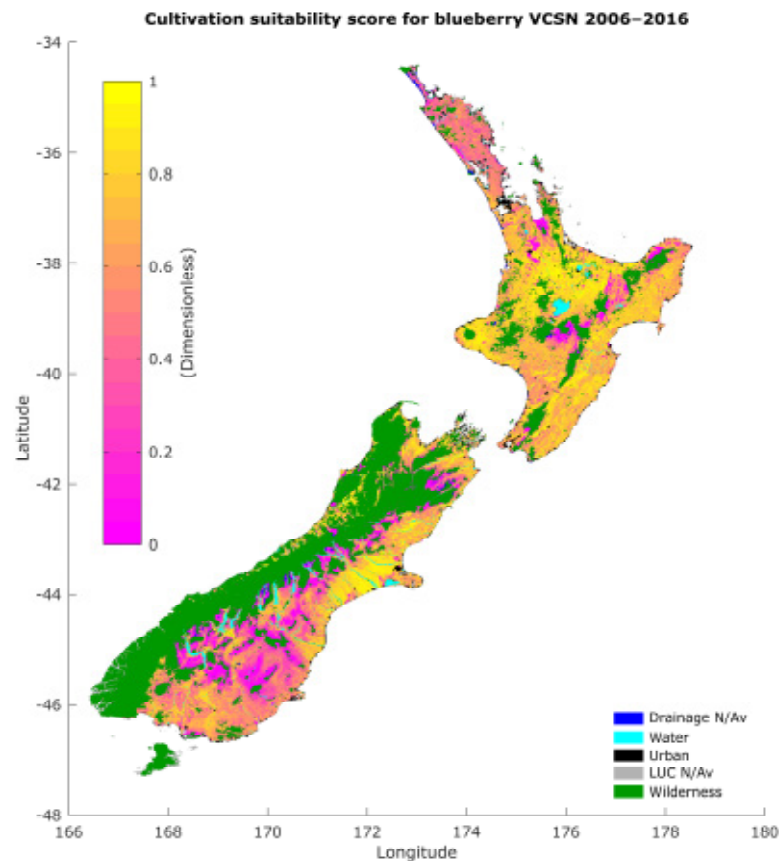 Cultivation suitability score for blueberry VCSN 2006–2016
-34
-36
-38
-40
-42
-44
-46
-48
Latitude
1
0.8
0.6
0.4
0.2
0
(Dimensionless)
Drainage N/Av
Water
Urban
LUC N/Av
Wilderness
166 168 170 172 174 176 178 180
Longitude